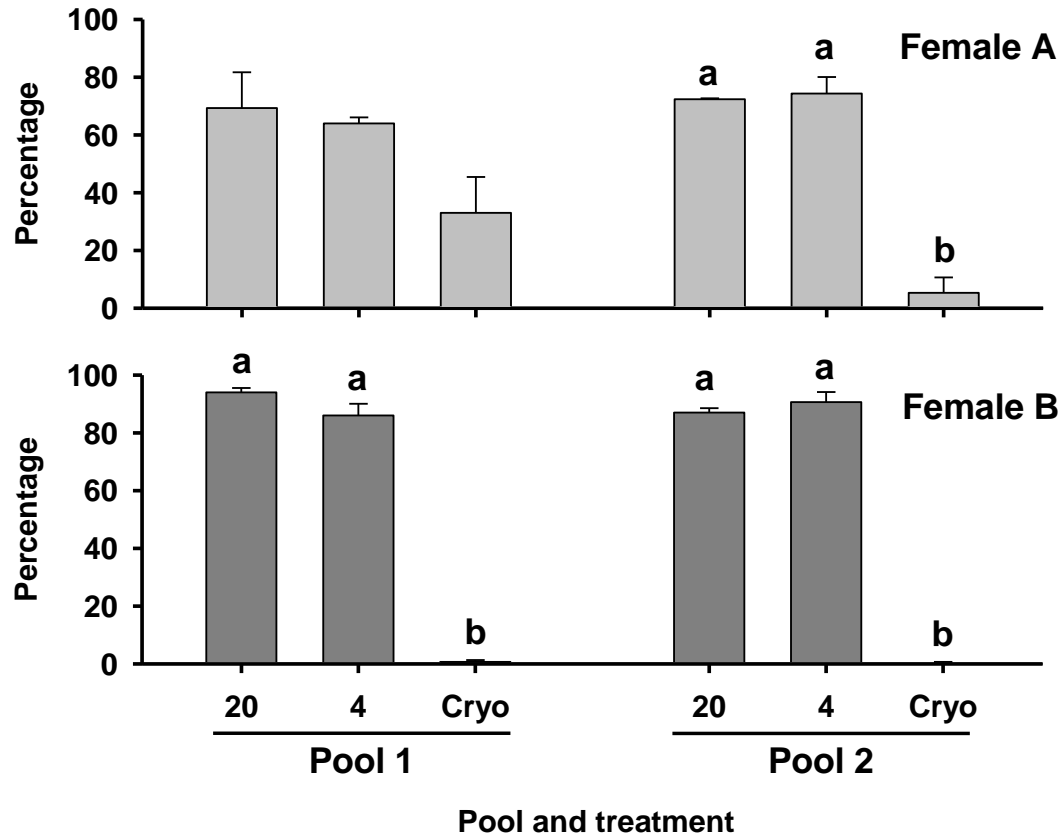 100
80
60
40
20
0
Percentage
a
a
b
Female A
100
80
60
40
20
0
Percentage
a
a
b
a
a
b
Female B
20 4 Cryo 20 4 Cryo
Pool 1 Pool 2
Pool and treatment